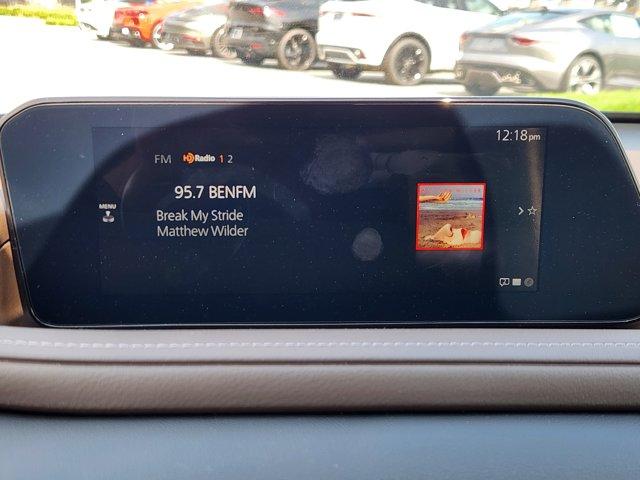 12:18pm
FM HD Radio 1 2
95.7 BENFM
MENU
Break My Stride
Matthew Wilder